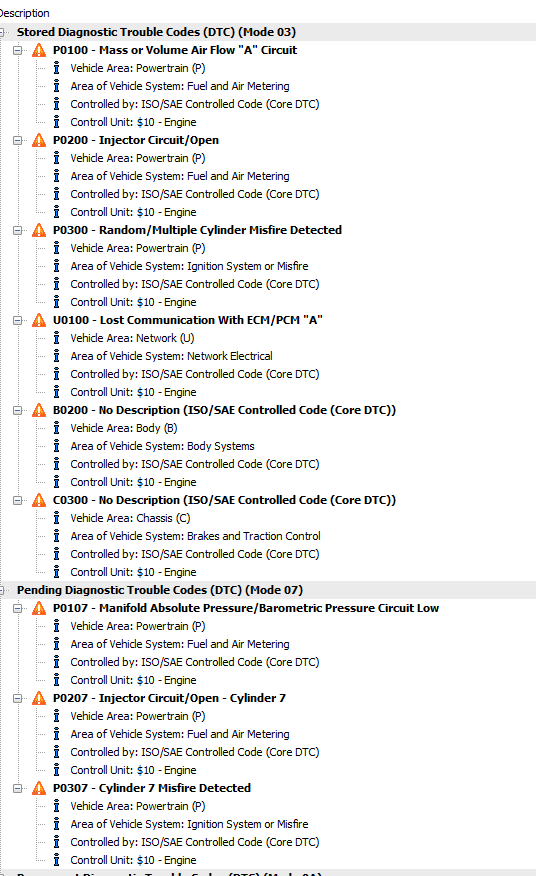 Description
Stored Diagnostic Trouble Codes (DTC) (Mode 03)
P0100 - Mass or Volume Air Flow "A" Circuit
Vehicle Area: Powertrain (P)
Area of Vehicle System: Fuel and Air Metering
Controlled by: ISO/SAE Controlled Code (Core DTC)
Controll Unit: $10 - Engine
P0200 - Injector Circuit/Open
Vehicle Area: Powertrain (P)
Area of Vehicle System: Fuel and Air Metering
Controlled by: ISO/SAE Controlled Code (Core DTC)
Controll Unit: $10 - Engine
P0300 - Random/Multiple Cylinder Misfire Detected
Vehicle Area: Powertrain (P)
Area of Vehicle System: Ignition System or Misfire
Controlled by: ISO/SAE Controlled Code (Core DTC)
Controll Unit: $10 - Engine
U0100 - Lost Communication With ECM/PCM "A"
Vehicle Area: Network (U)
Area of Vehicle System: Network Electrical
Controlled by: ISO/SAE Controlled Code (Core DTC)
Controll Unit: $10 - Engine
B0200 - No Description (ISO/SAE Controlled Code (Core DTC))
Vehicle Area: Body (B)
Area of Vehicle System: Body Systems
Controlled by: ISO/SAE Controlled Code (Core DTC)
Controll Unit: $10 - Engine
C0300 - No Description (ISO/SAE Controlled Code (Core DTC))
Vehicle Area: Chassis (C)
Area of Vehicle System: Brakes and Traction Control
Controlled by: ISO/SAE Controlled Code (Core DTC)
Controll Unit: $10 - Engine
Pending Diagnostic Trouble Codes (DTC) (Mode 07)
P0107 - Manifold Absolute Pressure/Barometric Pressure Circuit Low
Vehicle Area: Powertrain (P)
Area of Vehicle System: Fuel and Air Metering
Controlled by: ISO/SAE Controlled Code (Core DTC)
Controll Unit: $10 - Engine
P0207 - Injector Circuit/Open - Cylinder 7
Vehicle Area: Powertrain (P)
Area of Vehicle System: Fuel and Air Metering
Controlled by: ISO/SAE Controlled Code (Core DTC)
Controll Unit: $10 - Engine
P0307 - Cylinder 7 Misfire Detected
Vehicle Area: Powertrain (P)
Area of Vehicle System: Ignition System or Misfire
Controlled by: ISO/SAE Controlled Code (Core DTC)
Controll Unit: $10 - Engine